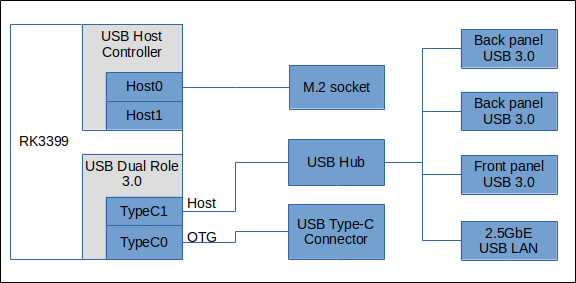 RK3399
USB Host
Controller
Host0
Host1
USB Dual Role
3.0
TypeC1
TypeC0
Host
OTG
M.2 socket
USB Hub
USB Type-C
Connector
Back panel
USB 3.0
Back panel
USB 3.0
Front panel
USB 3.0
2.5GbE
USB LAN